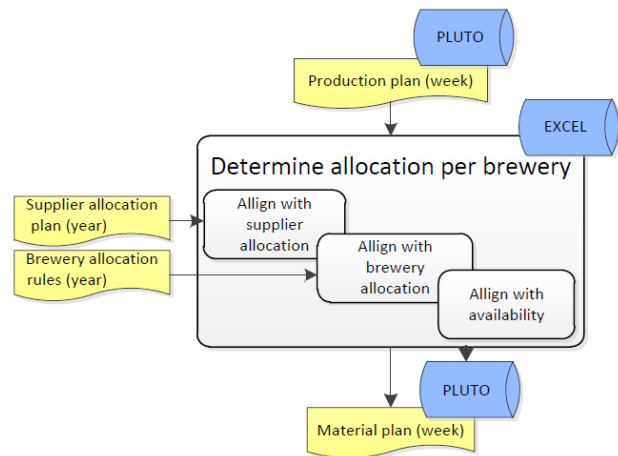 PLUTO
Production plan (week)
EXCEL
Determine allocation per brewery
Supplier allocation
plan (year)
Allign with
supplier
allocation
Brewery allocation
rules (year)
Allign with
brewery
allocation
Allign with
availability
PLUTO
Material plan (week)